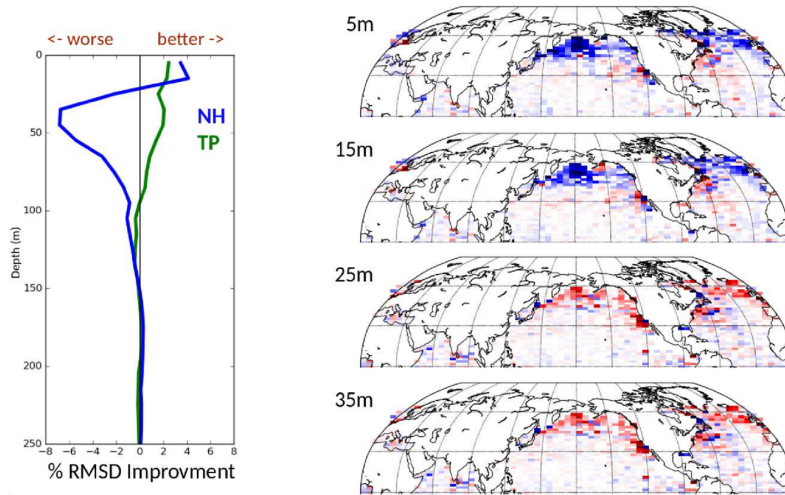 <- worse better ->
0
50
100
150
200
250
Depth (m)
NH
TP
-8 -6 -4 -2 0 2 4 6 8
% RMSD Improvment
5m
15m
25m
35m